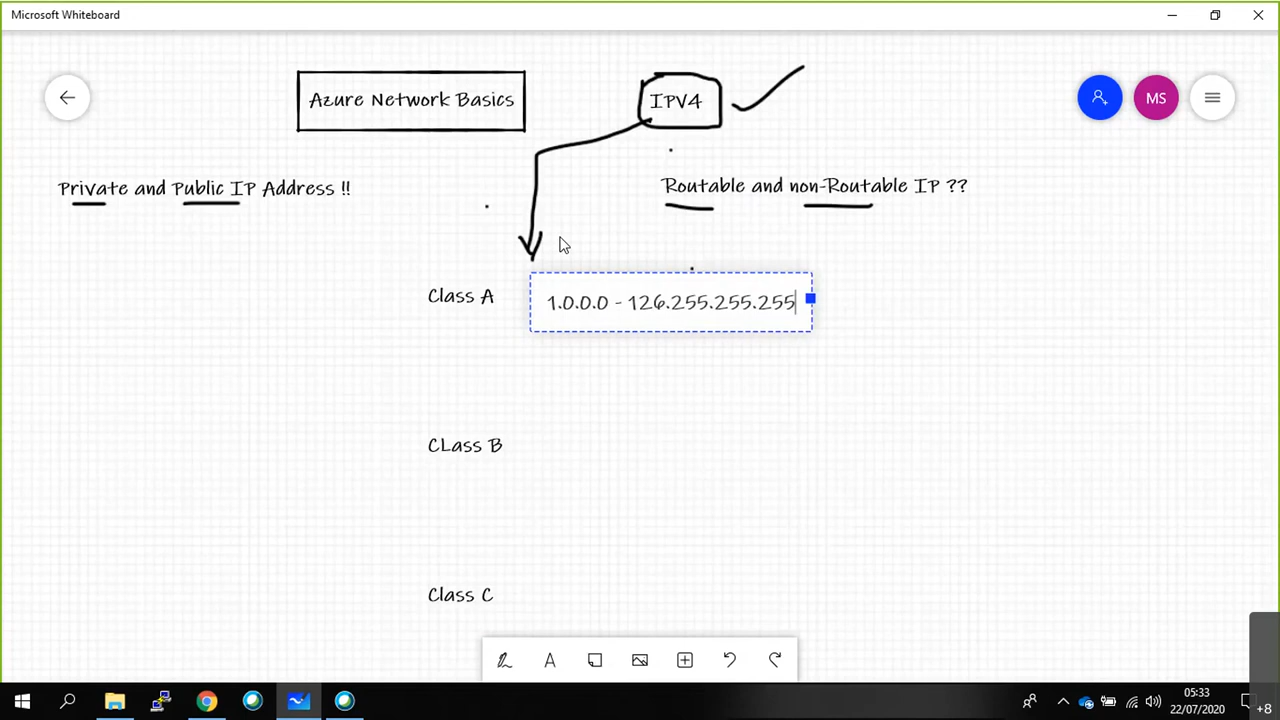 Microsoft Whiteboard
Azure Network Basics
IPV4
MS
Private and Public IP Address !!
Routable and non-Routable IP ??
Class A
1.0.0.0 - 126.255.255.255
CLass B
Class C
A
05:33
22/07/2020
+8